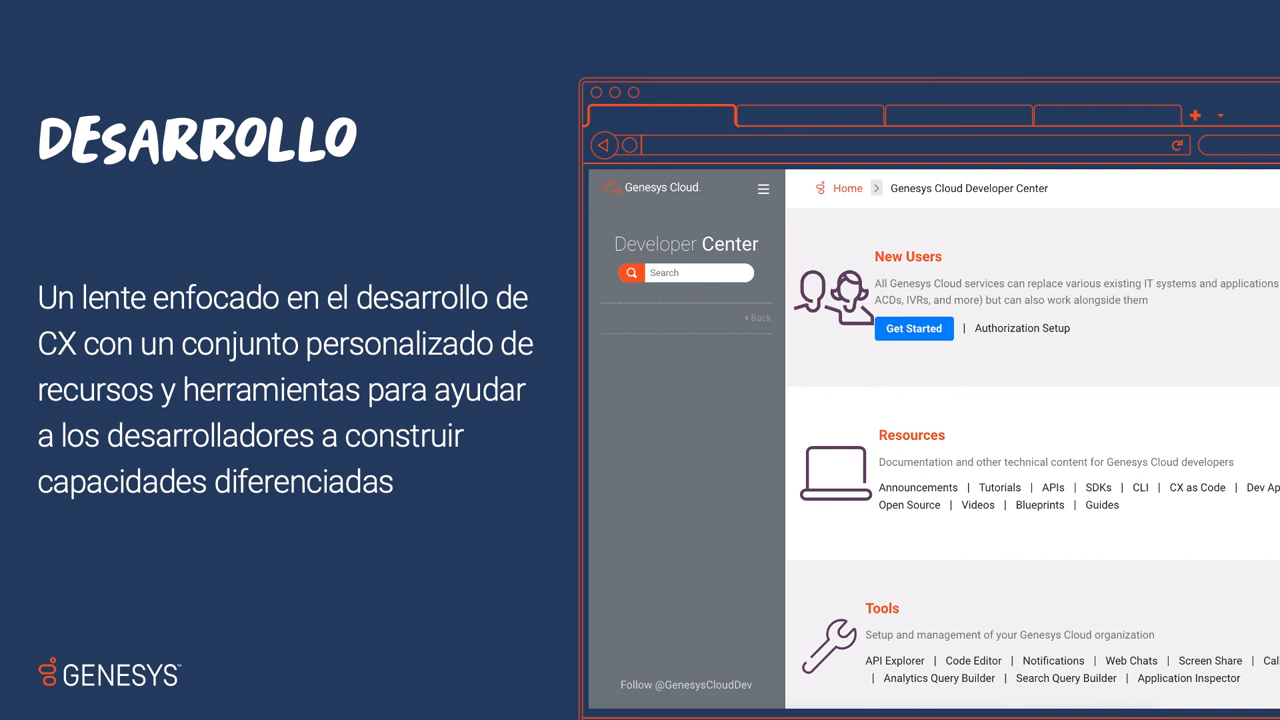 DESARROLLO
Un lente enfocado en el desarrollo de
CX con un conjunto personalizado de
recursos y herramientas para ayudar
a los desarrolladores a construir
capacidades diferenciadas
GENESYS™
Genesys Cloud.
Developer Center
Search
Back
Follow @GenesysCloudDev
Home > Genesys Cloud Developer Center
New Users
All Genesys Cloud services can replace various existing IT systems and applications
ACDs, IVRs, and more) but can also work alongside them
Get Started | Authorization Setup
Resources
Documentation and other technical content for Genesys Cloud developers
Announcements | Tutorials | APIs | SDKs | CLI | CX as Code | Dev Ap
Open Source | Videos | Blueprints | Guides
Tools
Setup and management of your Genesys Cloud organization
API Explorer | Code Editor | Notifications | Web Chats | Screen Share | Cal
| Analytics Query Builder | Search Query Builder | Application Inspector